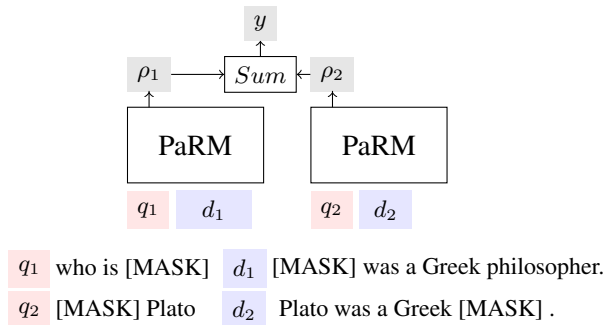 y
ρ₁ Sum ρ₂
PaRM PaRM
q₁ d₁ q₂ d₂
q₁ who is [MASK] d₁ [MASK] was a Greek philosopher.
q₂ [MASK] Plato d₂ Plato was a Greek [MASK] .